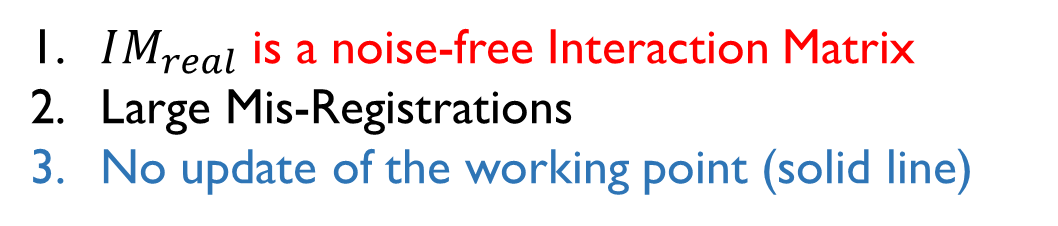 1. IM_real is a noise-free Interaction Matrix
2. Large Mis-Registrations
3. No update of the working point (solid line)